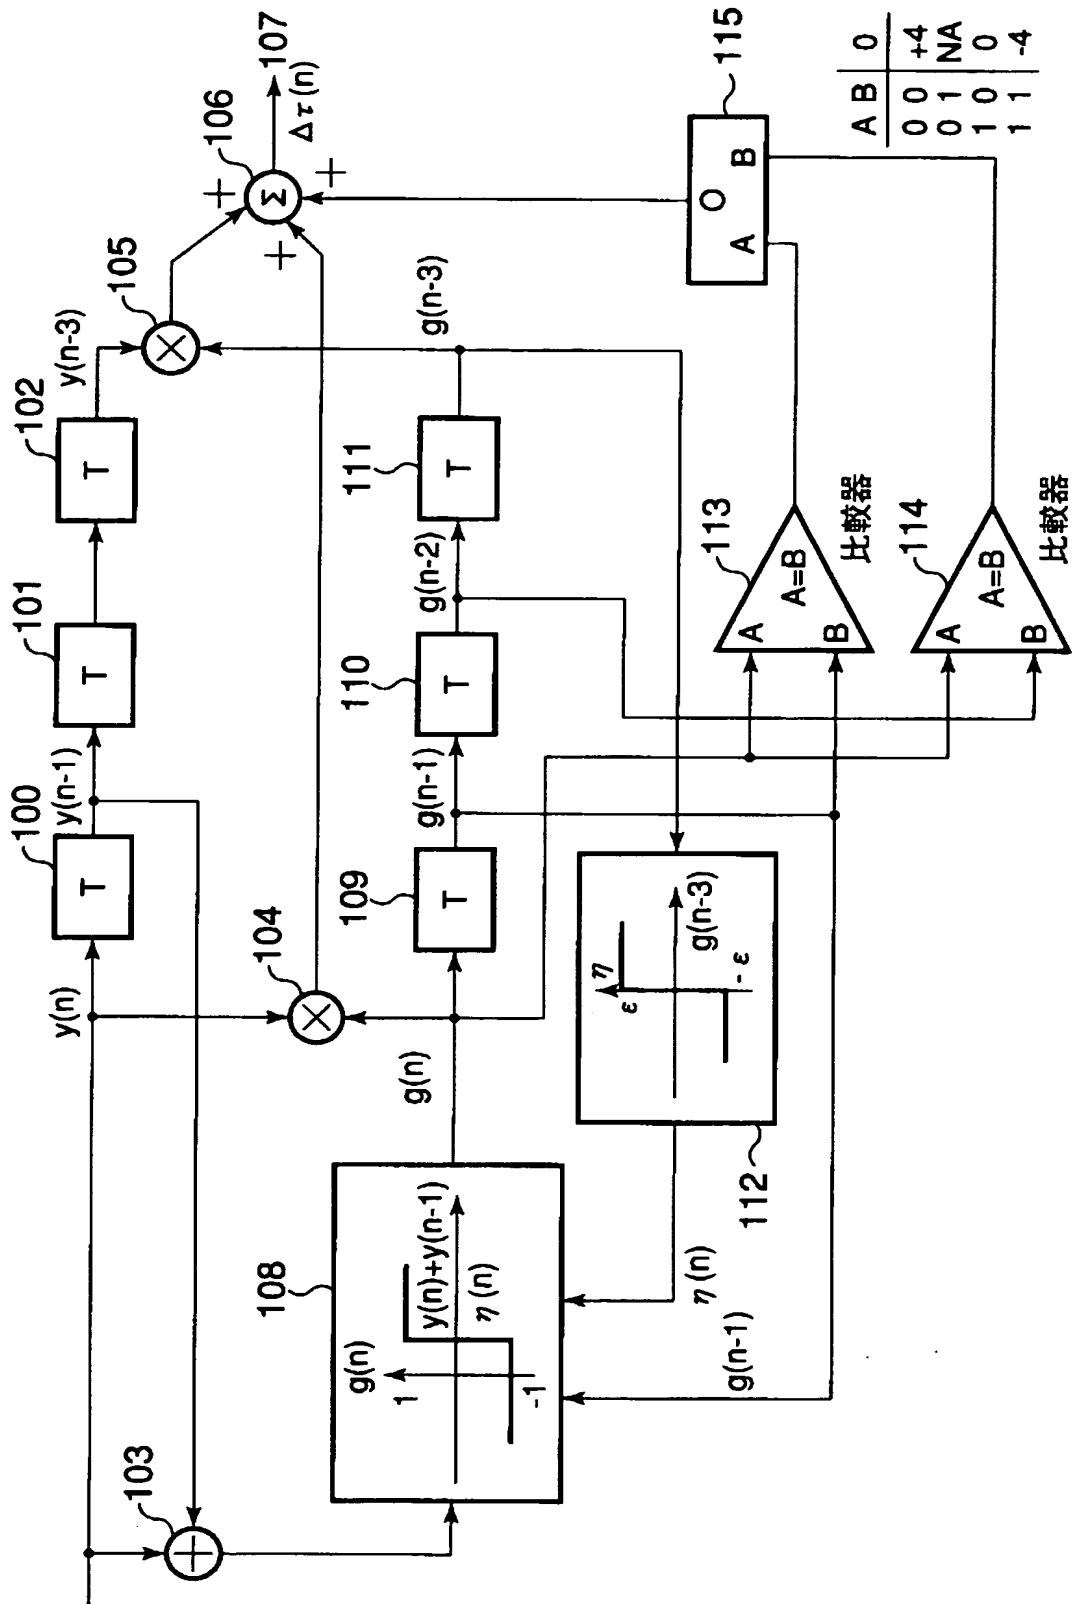 100
101
102
y(n)
y(n-1)
y(n-3)
T
T
T
103
104
105
106
107
Σ
Δτ(n)
+
+
+
g(n)
g(n-1)
g(n-2)
g(n-3)
109
110
111
T
T
T
108
g(n)
1
-1
y(n)+y(n-1)
η(n)
112
ε
η
-ε
g(n-3)
η(n)
g(n-1)
113
A
B
A=B
比較器
114
A
B
A=B
比較器
115
O
A
B
A B 0
0 0 +4
0 1 NA
1 0 0
1 1 -4